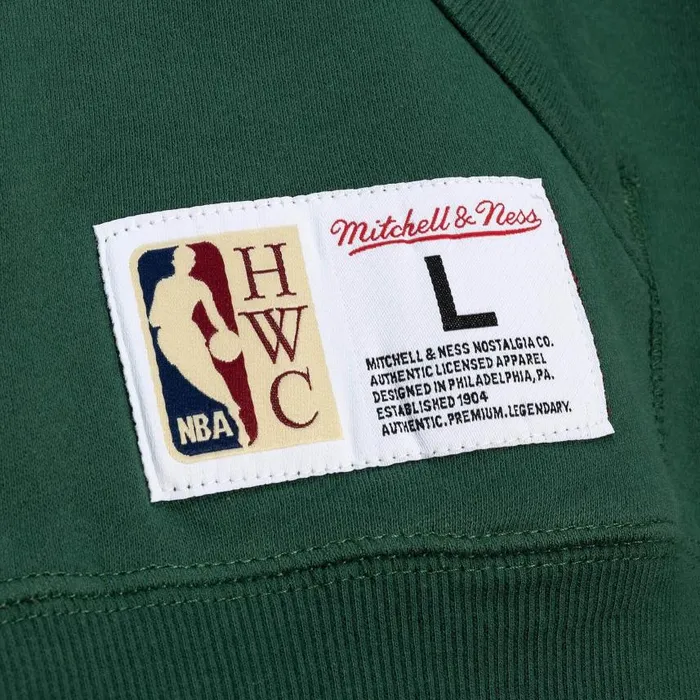 NBA
H
W
C
Mitchell & Ness
L
MITCHELL & NESS NOSTALGIA CO.
AUTHENTIC LICENSED APPAREL
DESIGNED IN PHILADELPHIA, PA.
ESTABLISHED 1904
AUTHENTIC.PREMIUM.LEGENDARY.